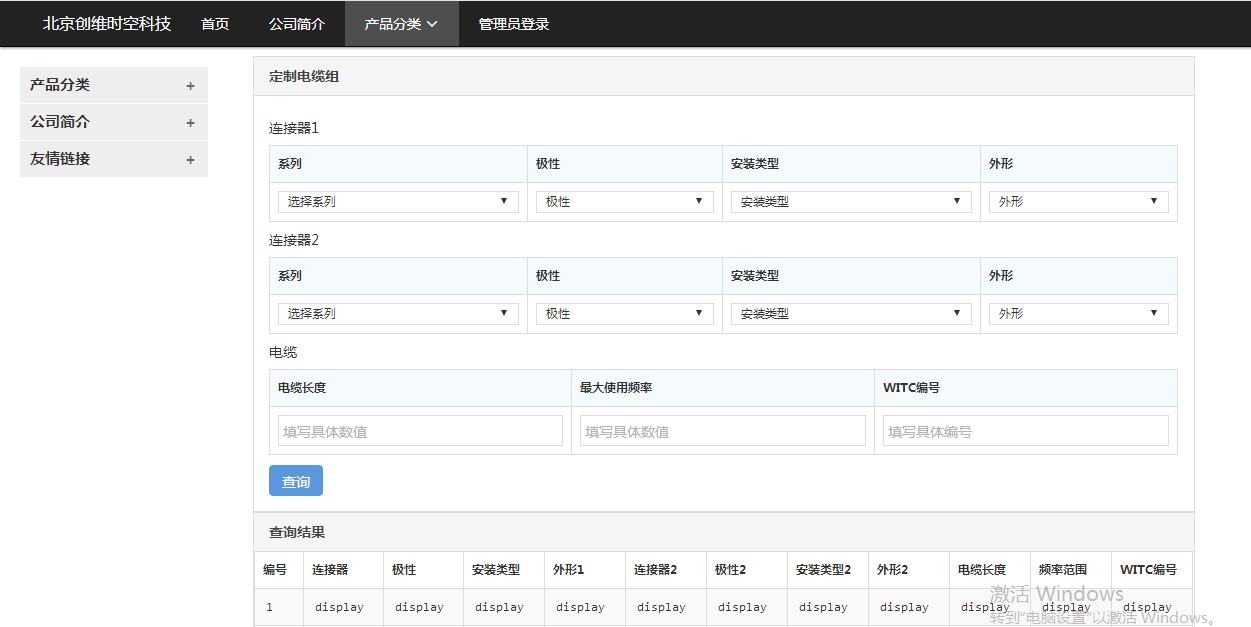 北京创维时空科技 首页 公司简介 产品分类 管理员登录
产品分类 +
公司简介 +
友情链接 +
定制电缆组
连接器1
系列 极性 安装类型 外形
选择系列 极性 安装类型 外形
连接器2
系列 极性 安装类型 外形
选择系列 极性 安装类型 外形
电缆
电缆长度 最大使用频率 WITC编号
填写具体数值 填写具体数值 填写具体编号
查询
查询结果
编号 连接器 极性 安装类型 外形1 连接器2 极性2 安装类型2 外形2 电缆长度 频率范围 WITC编号
1 display display display display display display display display display display display
激活 Windows
转到"电脑设置"以激活 Windows。